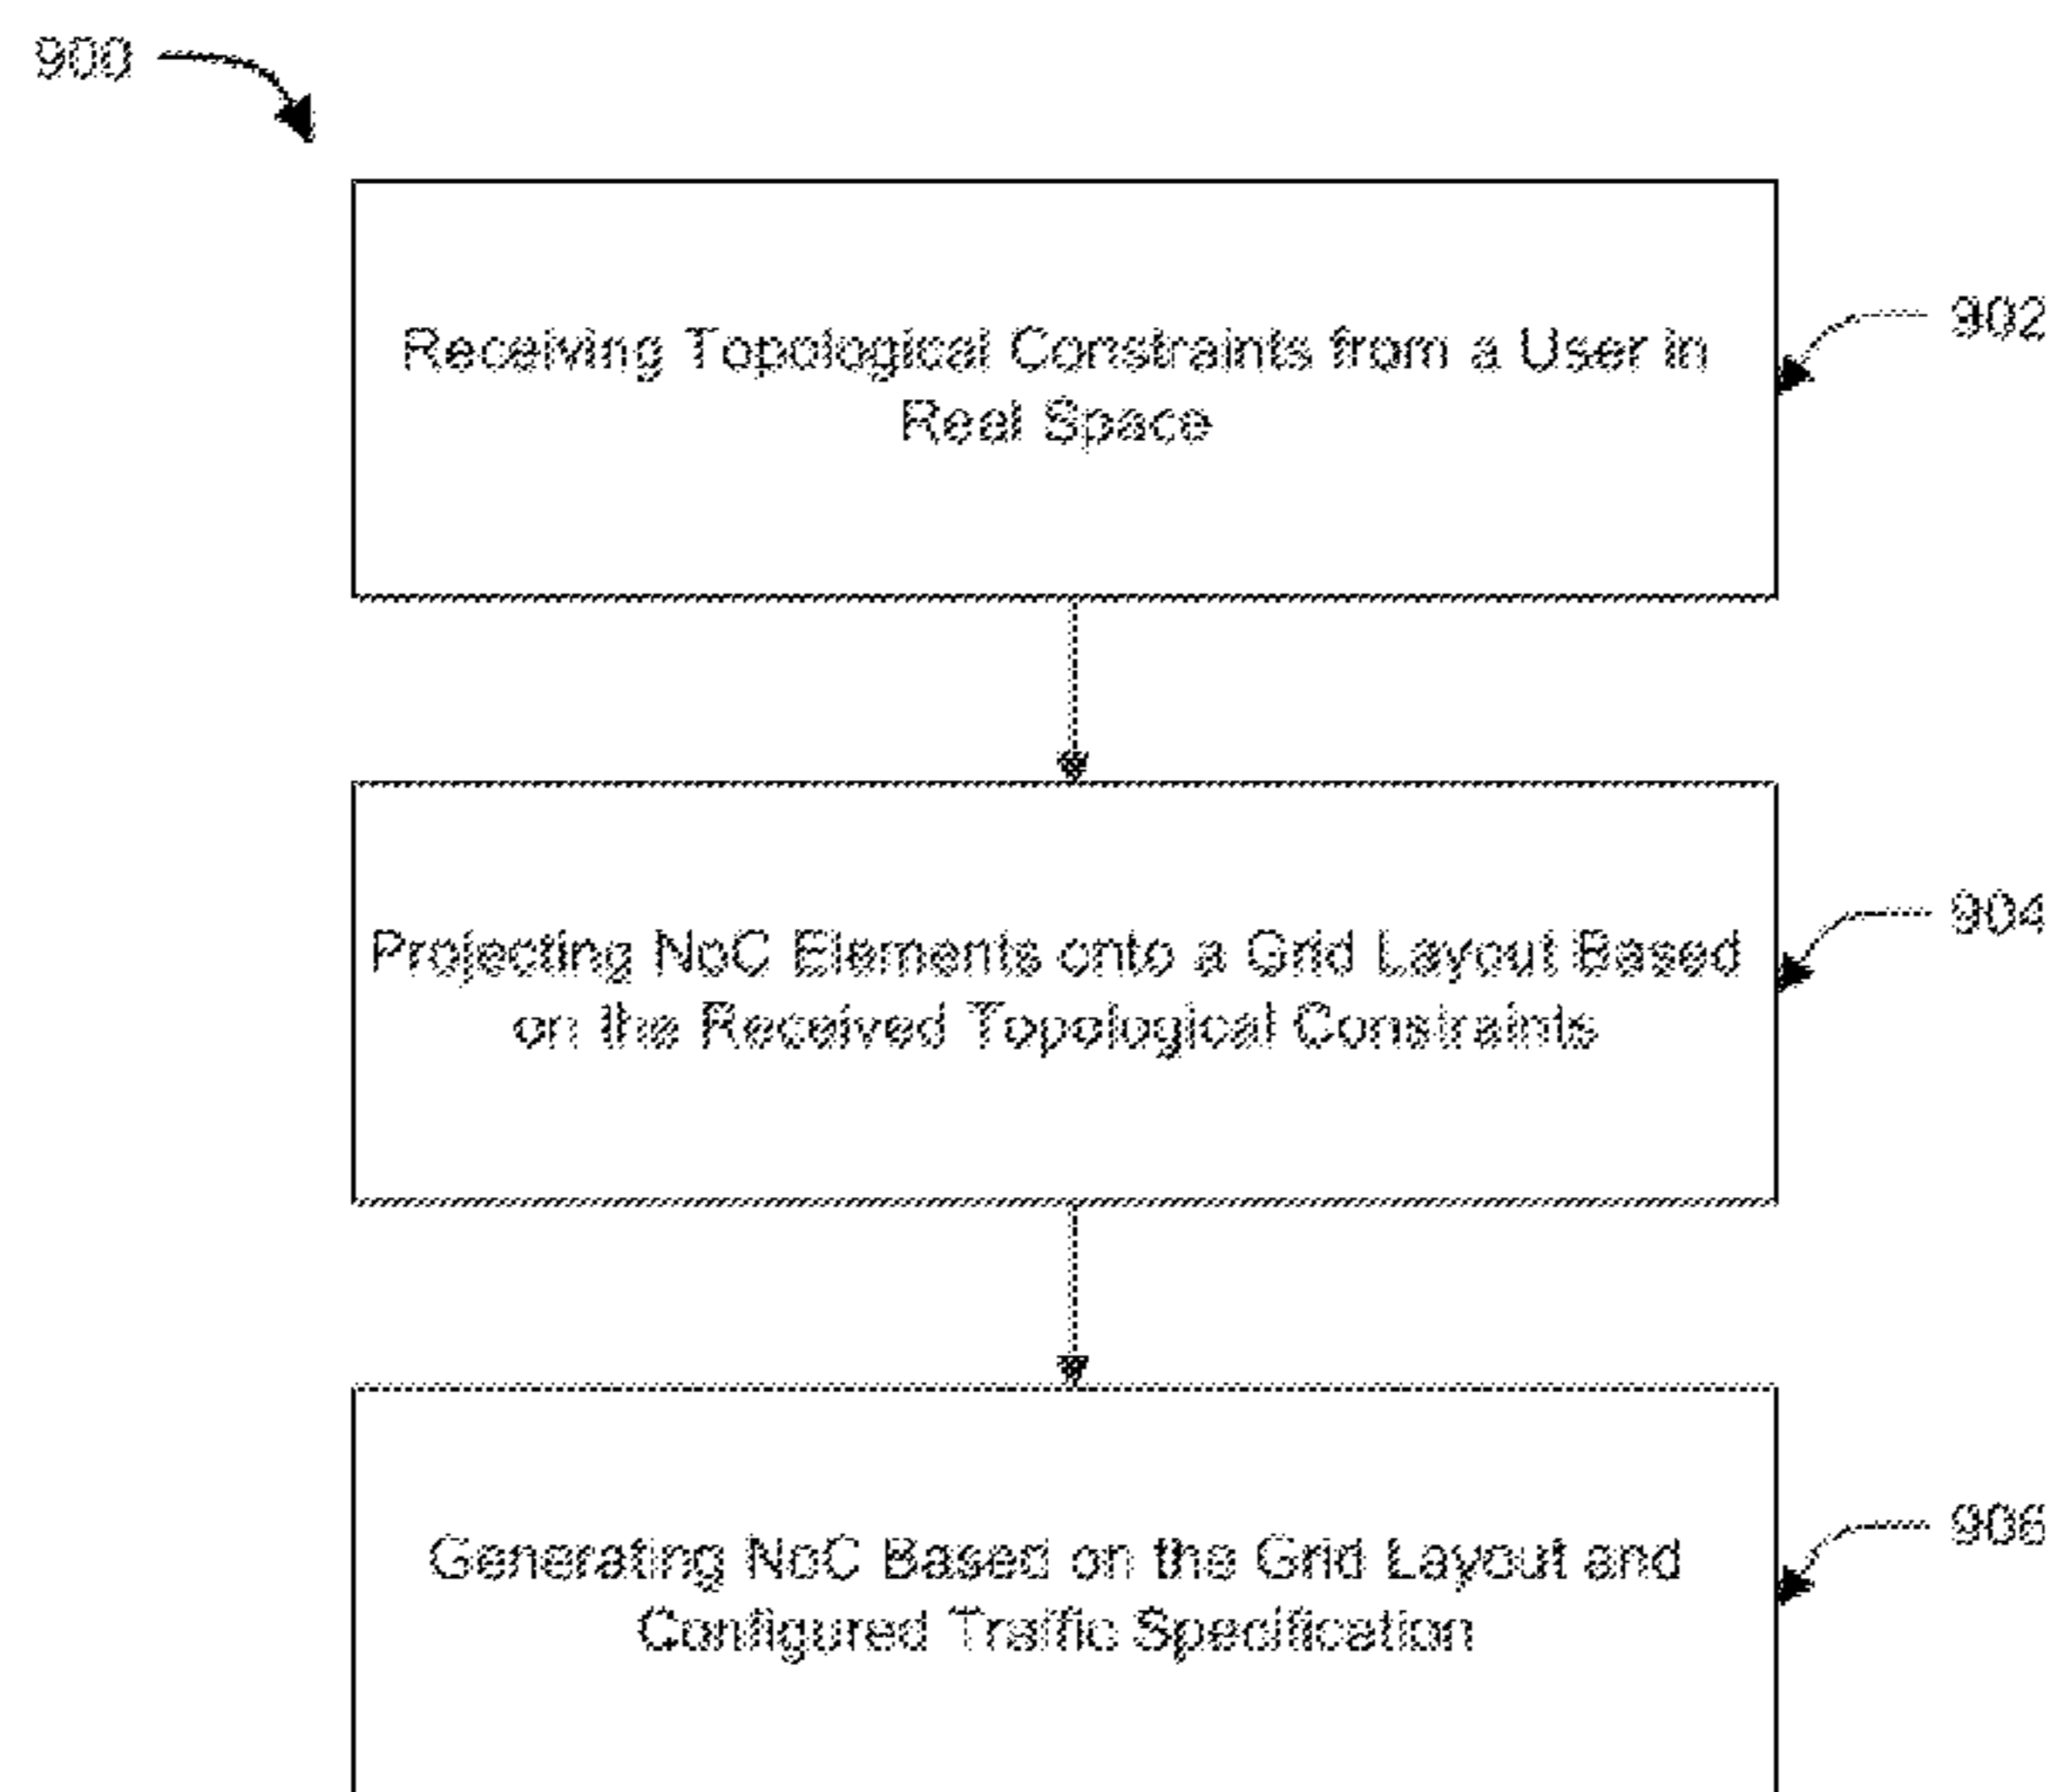 900
Receiving Topological Constraints from a User in
Real Space
902
Projecting NoC Elements onto a Grid Layout Based
on the Received Topological Constraints
904
Generating NoC Based on the Grid Layout and
Configured Traffic Specification
906